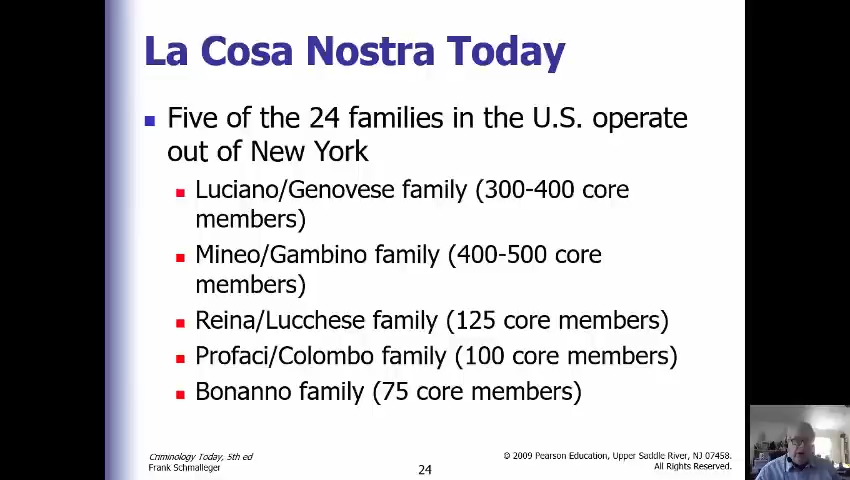 La Cosa Nostra Today
Five of the 24 families in the U.S. operate
out of New York
Luciano/Genovese family (300-400 core
members)
Mineo/Gambino family (400-500 core
members)
Reina/Lucchese family (125 core members)
Profaci/Colombo family (100 core members)
Bonanno family (75 core members)
Criminology Today, 5th ed
Frank Schmalleger
24
© 2009 Pearson Education, Upper Saddle River, NJ 07458.
All Rights Reserved.